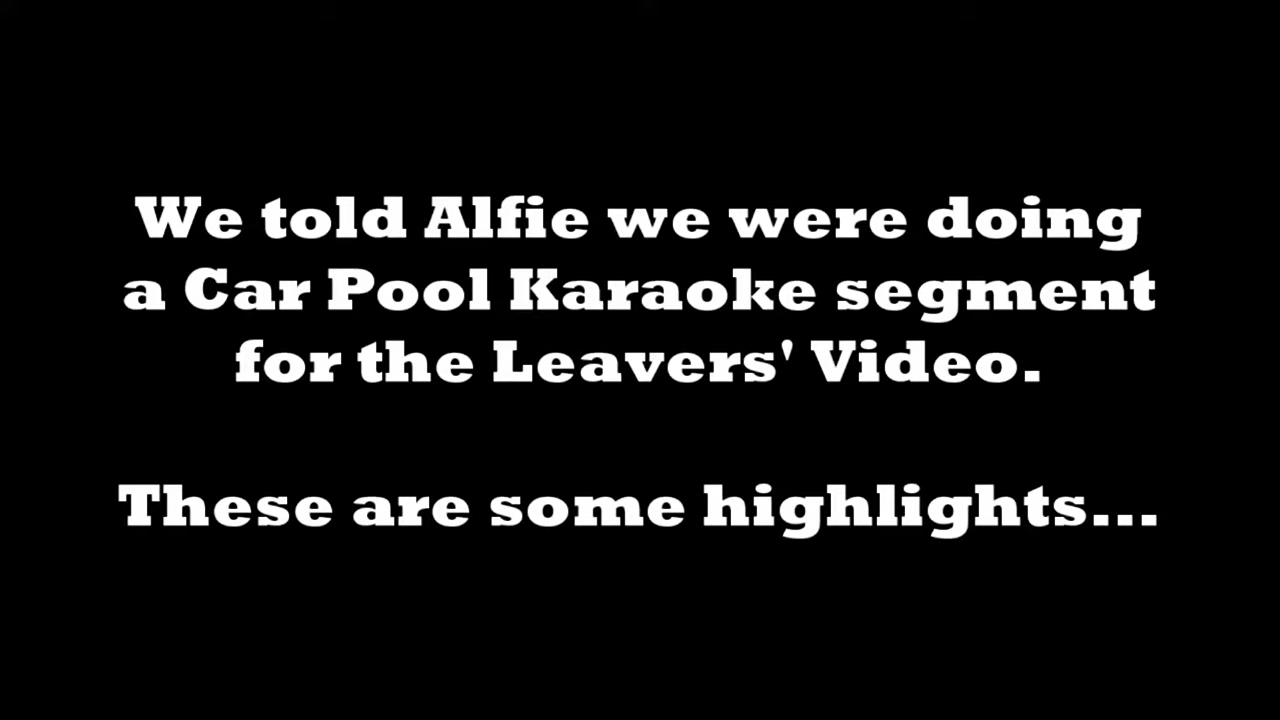 We told Alfie we were doing
a Car Pool Karaoke segment
for the Leavers' Video.
These are some highlights...